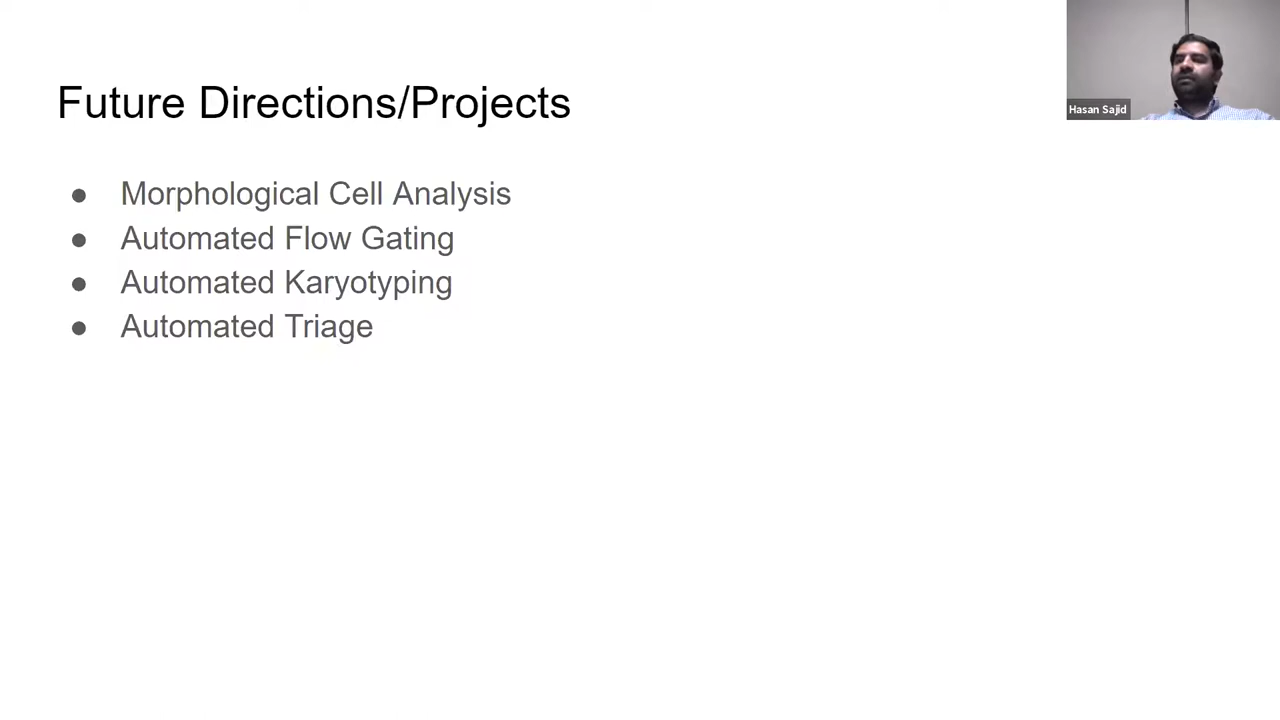 Future Directions/Projects
Hasan Sajid
● Morphological Cell Analysis
● Automated Flow Gating
● Automated Karyotyping
● Automated Triage